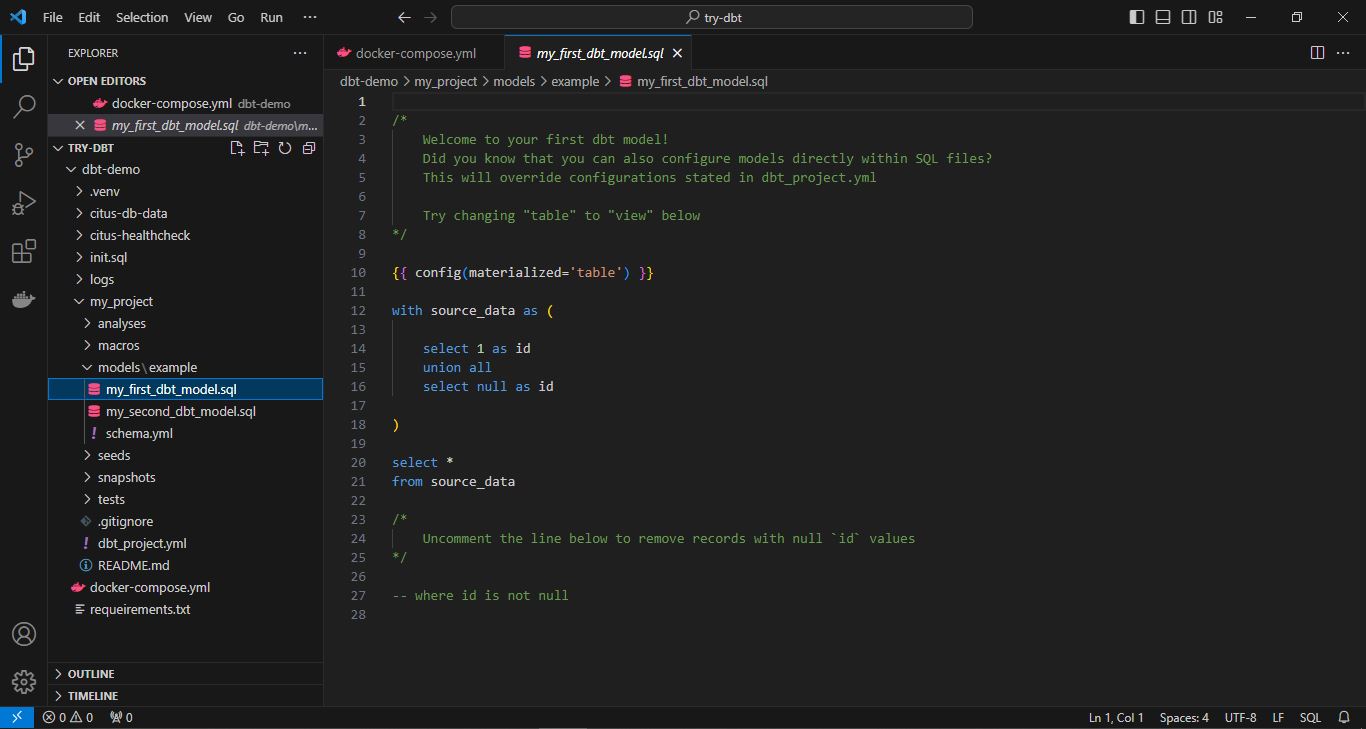 File Edit Selection View Go Run ···
try-dbt
EXPLORER ···
OPEN EDITORS
docker-compose.yml dbt-demo
my_first_dbt_model.sql dbt-demo\m...
TRY-DBT
dbt-demo
.venv
citus-db-data
citus-healthcheck
init.sql
logs
my_project
analyses
macros
models\example
my_first_dbt_model.sql
my_second_dbt_model.sql
schema.yml
seeds
snapshots
tests
.gitignore
dbt_project.yml
README.md
docker-compose.yml
requeirements.txt
OUTLINE
TIMELINE
docker-compose.yml my_first_dbt_model.sql
dbt-demo > my_project > models > example > my_first_dbt_model.sql
1
2 /*
3 Welcome to your first dbt model!
4 Did you know that you can also configure models directly within SQL files?
5 This will override configurations stated in dbt_project.yml
6
7 Try changing "table" to "view" below
8 */
9
10 {{ config(materialized='table') }}
11
12 with source_data as (
13
14 select 1 as id
15 union all
16 select null as id
17
18 )
19
20 select *
21 from source_data
22
23 /*
24 Uncomment the line below to remove records with null `id` values
25 */
26
27 -- where id is not null
28
0 0 0 Ln 1, Col 1 Spaces: 4 UTF-8 LF SQL